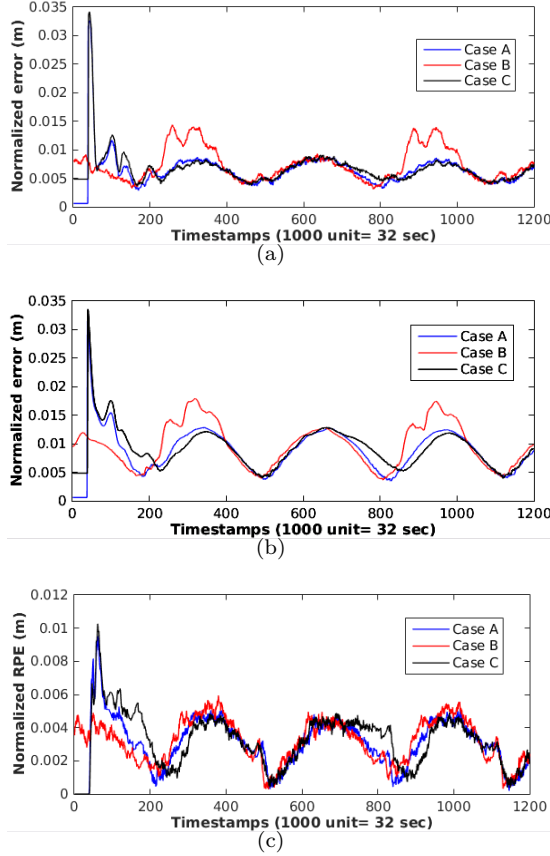 0.035
0.03
0.025
0.02
0.015
0.01
0.005
0
Normalized error (m)
Case A
Case B
Case C
0 200 400 600 800 1000 1200
Timestamps (1000 unit= 32 sec)
(a)
0.035
0.03
0.025
0.02
0.015
0.01
0.005
0
Normalized error (m)
Case A
Case B
Case C
0 200 400 600 800 1000 1200
Timestamps (1000 unit= 32 sec)
(b)
0.012
0.01
0.008
0.006
0.004
0.002
0.000
Normalized RPE (m)
Case A
Case B
Case C
0 200 400 600 800 1000 1200
Timestamps (1000 unit= 32 sec)
(c)